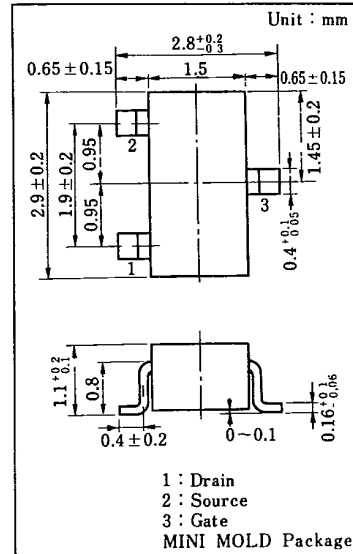 Unit : mm
2.8 +0.2 -0.3
0.65±0.15
1.5
0.65±0.15
2.9±0.2
1.9±0.2
0.95
0.95
2
1
3
1.45±0.2
0.4 +0.1 -0.05
1.1 +0.2 -0.1
0.8
0.4±0.2
0~0.1
0.16 +0.1 -0.06
1 : Drain
2 : Source
3 : Gate
MINI MOLD Package